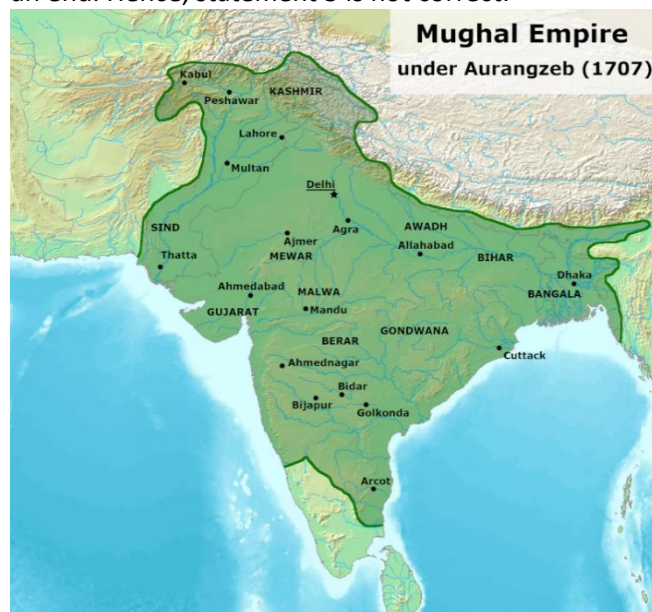 Mughal Empire
under Aurangzeb (1707)
Kabul
Peshawar
KASHMIR
Lahore
Multan
Delhi
SIND
Thatta
Ajmer
MEWAR
Agra
AWADH
Allahabad
BIHAR
Dhaka
BANGALA
Ahmedabad
GUJARAT
MALWA
Mandu
GONDWANA
BERAR
Cuttack
Ahmednagar
Bidar
Bijapur
Golkonda
Arcot